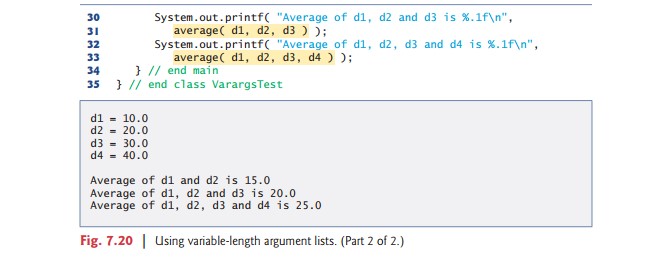 30 System.out.printf( "Average of d1, d2 and d3 is %.1f\n",
31 average( d1, d2, d3 ) );
32 System.out.printf( "Average of d1, d2, d3 and d4 is %.1f\n",
33 average( d1, d2, d3, d4 ) );
34 } // end main
35 } // end class VarargsTest
d1 = 10.0
d2 = 20.0
d3 = 30.0
d4 = 40.0
Average of d1 and d2 is 15.0
Average of d1, d2 and d3 is 20.0
Average of d1, d2, d3 and d4 is 25.0
Fig. 7.20 | Using variable-length argument lists. (Part 2 of 2.)